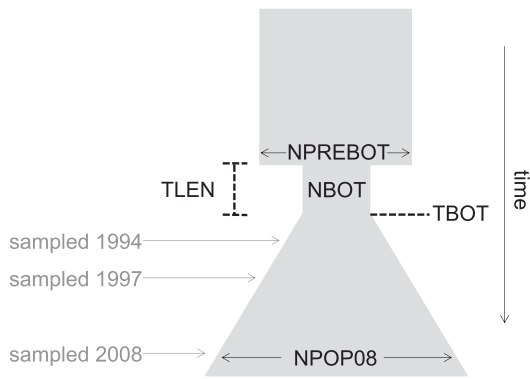 NPREBOT
TLEN
NBOT
TBOT
time
sampled 1994
sampled 1997
sampled 2008
NPOP08